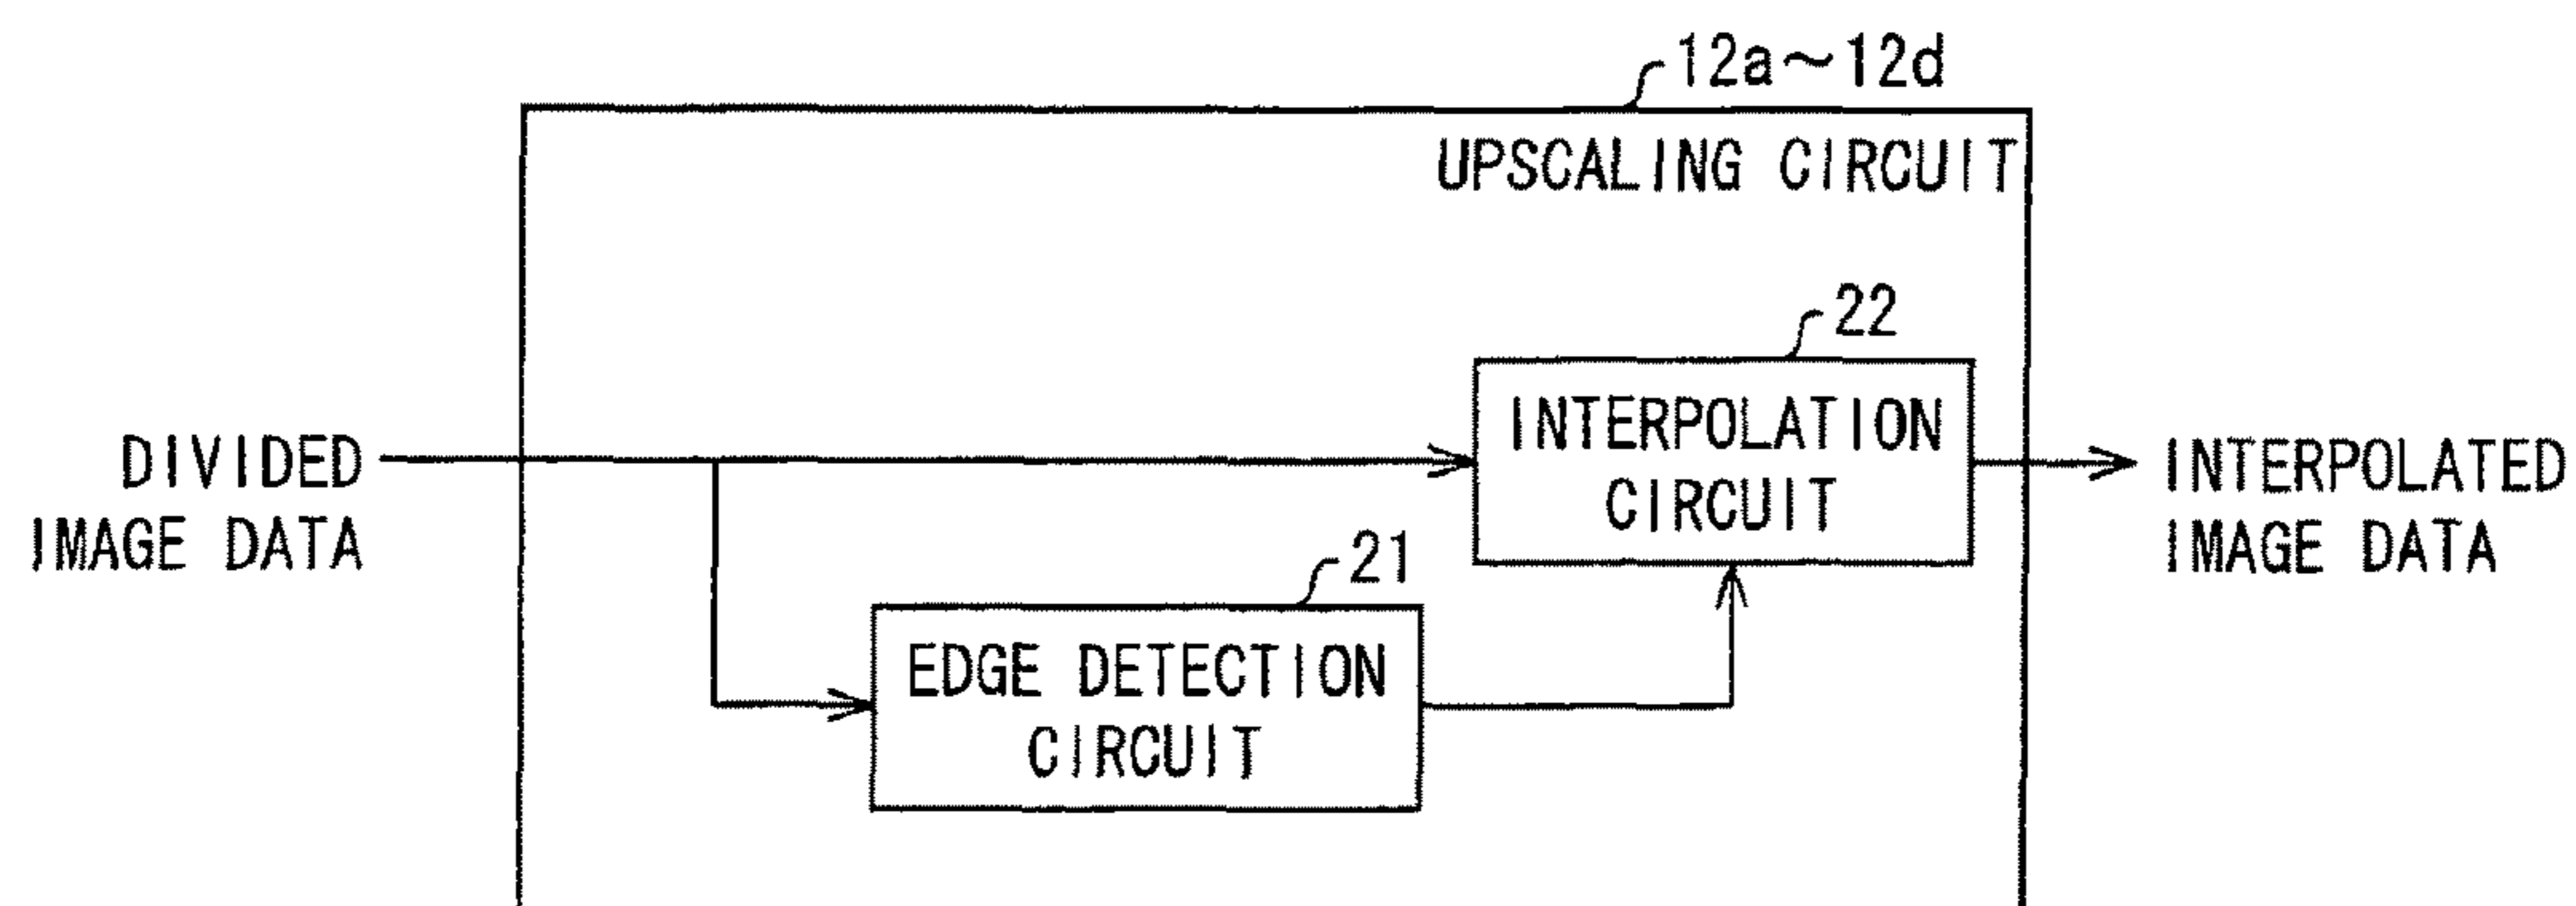 12a~12d
UPSCALING CIRCUIT
22
INTERPOLATION
CIRCUIT
DIVIDED
IMAGE DATA
INTERPOLATED
IMAGE DATA
21
EDGE DETECTION
CIRCUIT